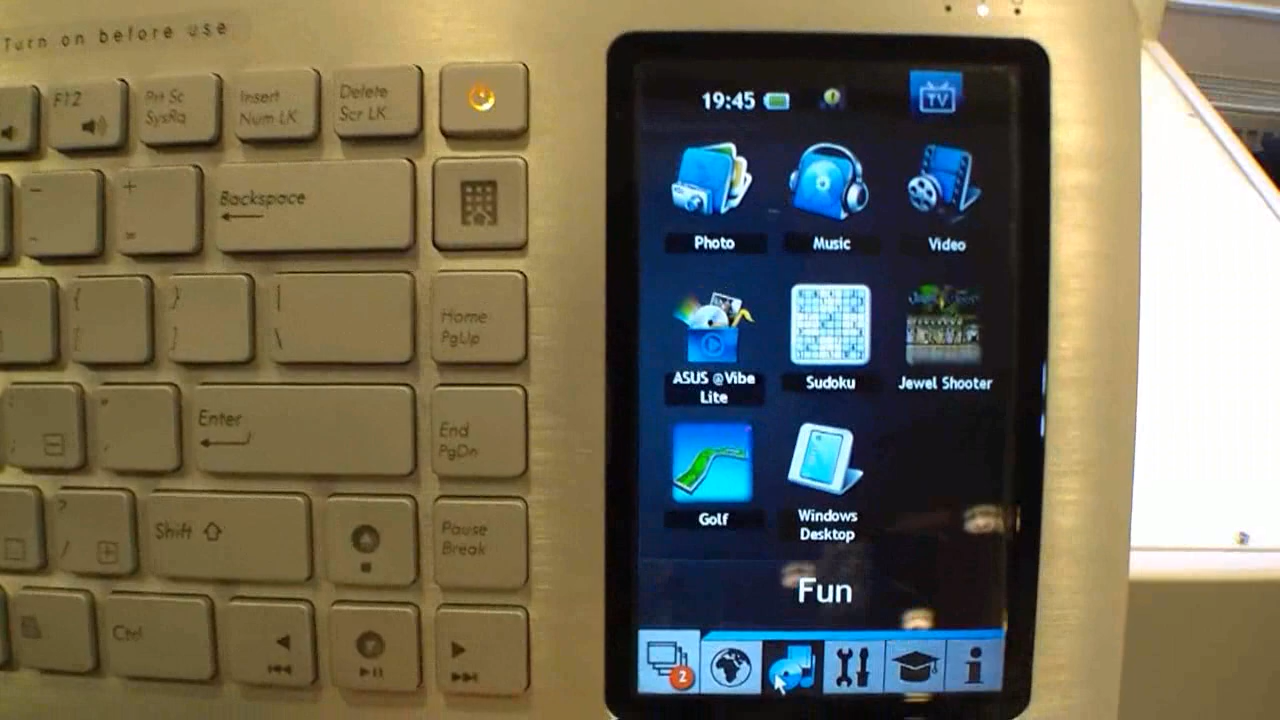 Turn on before use
F12
Prt Sc
SysRq
Insert
Num LK
Delete
Scr LK
Backspace
Home
PgUp
Enter
End
PgDn
Shift
Pause
Break
Ctrl
19:45
TV
Photo
Music
Video
ASUS @Vibe
Lite
Sudoku
Jewel Shooter
Golf
Windows
Desktop
Fun
2